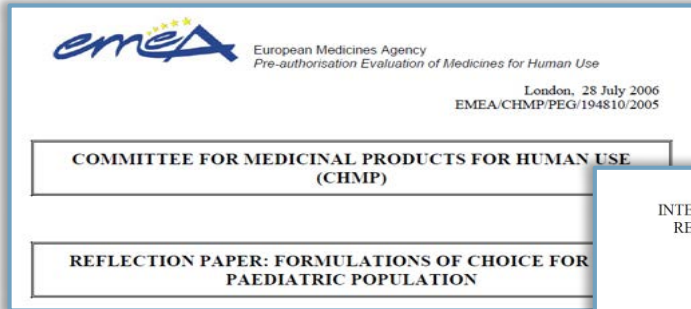 emeA
European Medicines Agency
Pre-authorisation Evaluation of Medicines for Human Use
London, 28 July 2006
EMEA/CHMP/PEG/194810/2005
COMMITTEE FOR MEDICINAL PRODUCTS FOR HUMAN USE
(CHMP)
INTE
RE
REFLECTION PAPER: FORMULATIONS OF CHOICE FOR
PAEDIATRIC POPULATION